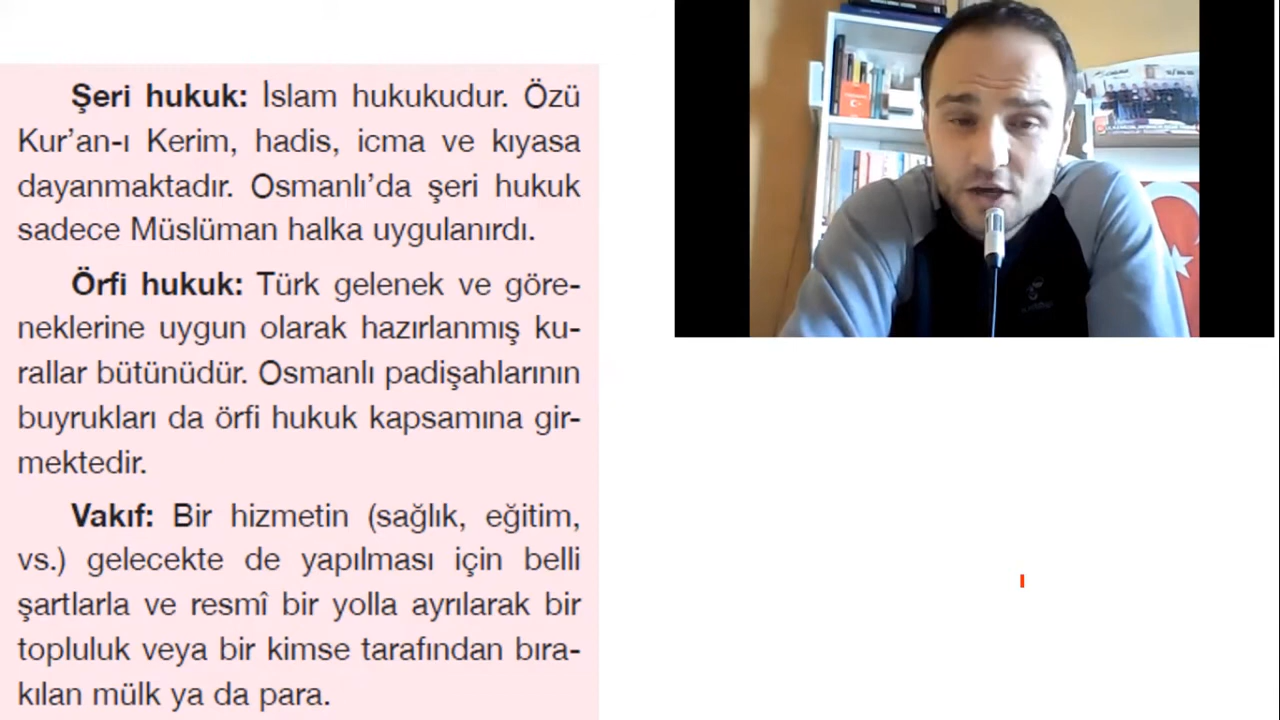 Şeri hukuk: İslam hukukudur. Özü
Kur’an-ı Kerim, hadis, icma ve kıyasa
dayanmaktadır. Osmanlı’da şeri hukuk
sadece Müslüman halka uygulanırdı.
Örfi hukuk: Türk gelenek ve göre-
neklerine uygun olarak hazırlanmış ku-
rallar bütünüdür. Osmanlı padişahlarının
buyrukları da örfi hukuk kapsamına gir-
mektedir.
Vakıf: Bir hizmetin (sağlık, eğitim,
vs.) gelecekte de yapılması için belli
şartlarla ve resmî bir yolla ayrılarak bir
topluluk veya bir kimse tarafından bıra-
kılan mülk ya da para.